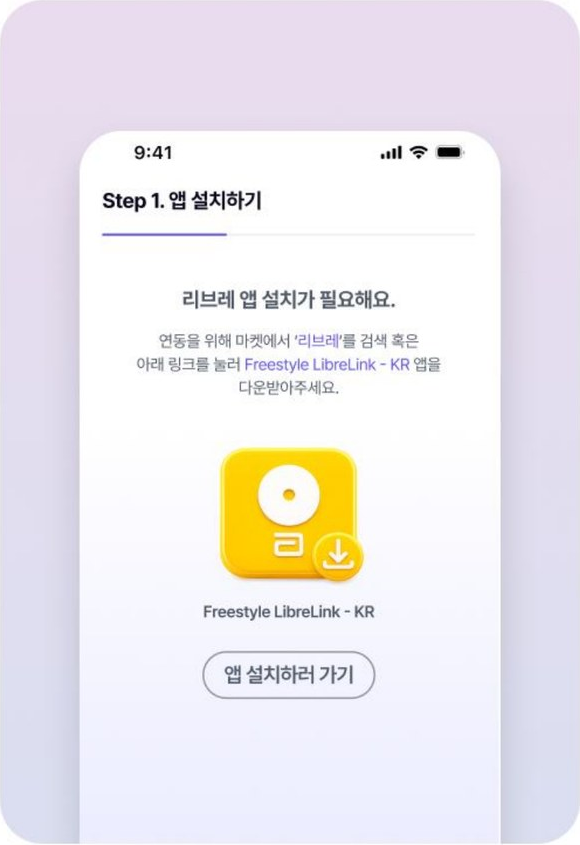 9:41
Step 1. 앱 설치하기
리브레 앱 설치가 필요해요.
연동을 위해 마켓에서 ‘리브레’를 검색 혹은
아래 링크를 눌러 Freestyle LibreLink - KR 앱을
다운받아주세요.
Freestyle LibreLink - KR
앱 설치하러 가기